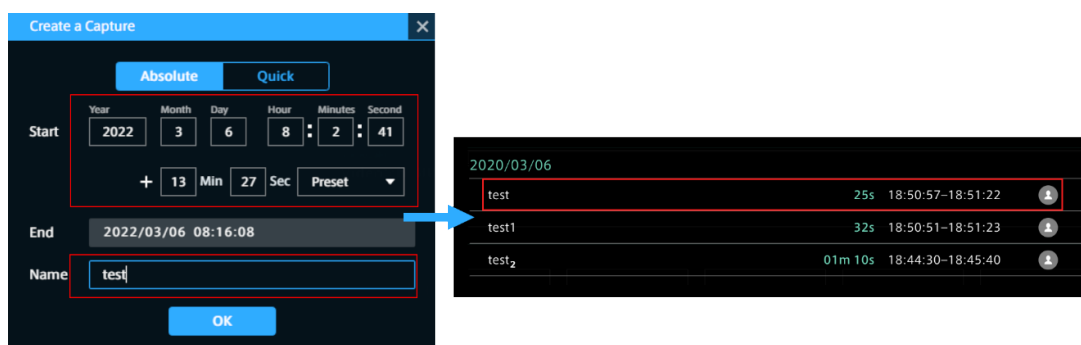 Create a Capture
Absolute Quick
Year Month Day Hour Minutes Second
Start 2022 3 6 8 : 2 : 41
+ 13 Min 27 Sec Preset
End 2022/03/06 08:16:08
Name test
OK
2020/03/06
test 25s 18:50:57–18:51:22
test1 32s 18:50:51–18:51:23
test₂ 01m 10s 18:44:30–18:45:40